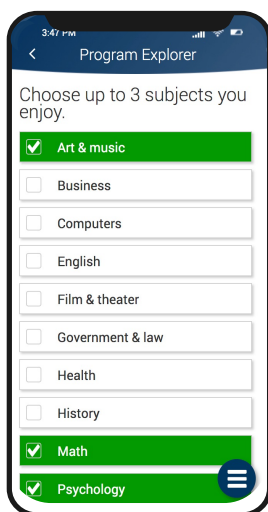 3:47 PM
Program Explorer
Choose up to 3 subjects you
enjoy.
Art & music
Business
Computers
English
Film & theater
Government & law
Health
History
Math
Psychology